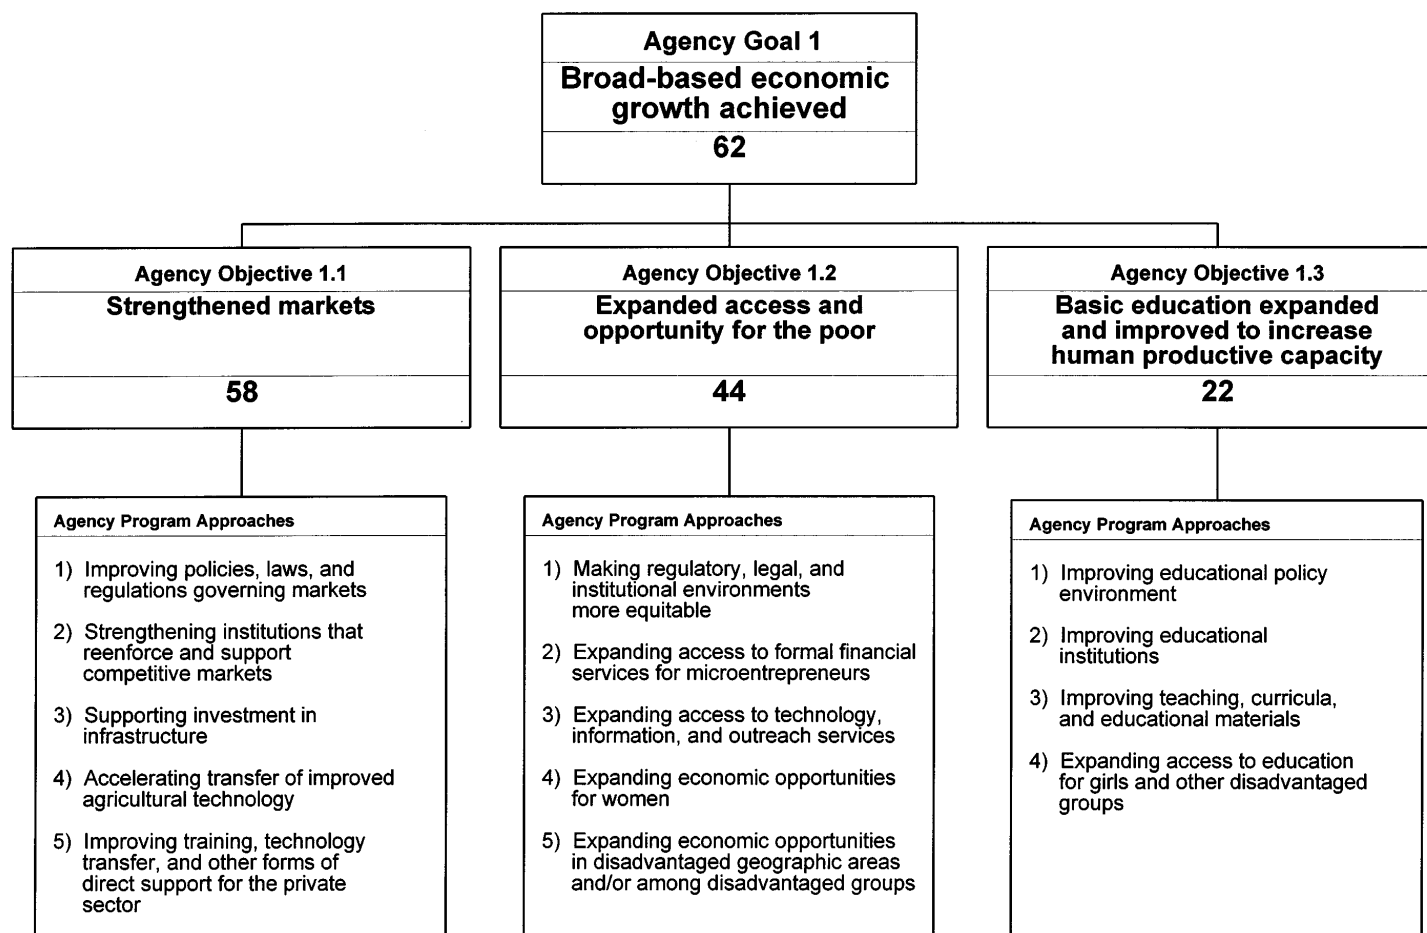 Agency Goal 1
Broad-based economic
growth achieved
62
Agency Objective 1.1
Strengthened markets
58
Agency Objective 1.2
Expanded access and
opportunity for the poor
44
Agency Objective 1.3
Basic education expanded
and improved to increase
human productive capacity
22
Agency Program Approaches
1) Improving policies, laws, and
regulations governing markets
2) Strengthening institutions that
reenforce and support
competitive markets
3) Supporting investment in
infrastructure
4) Accelerating transfer of improved
agricultural technology
5) Improving training, technology
transfer, and other forms of
direct support for the private
sector
Agency Program Approaches
1) Making regulatory, legal, and
institutional environments
more equitable
2) Expanding access to formal financial
services for microentrepreneurs
3) Expanding access to technology,
information, and outreach services
4) Expanding economic opportunities
for women
5) Expanding economic opportunities
in disadvantaged geographic areas
and/or among disadvantaged groups
Agency Program Approaches
1) Improving educational policy
environment
2) Improving educational
institutions
3) Improving teaching, curricula,
and educational materials
4) Expanding access to education
for girls and other disadvantaged
groups